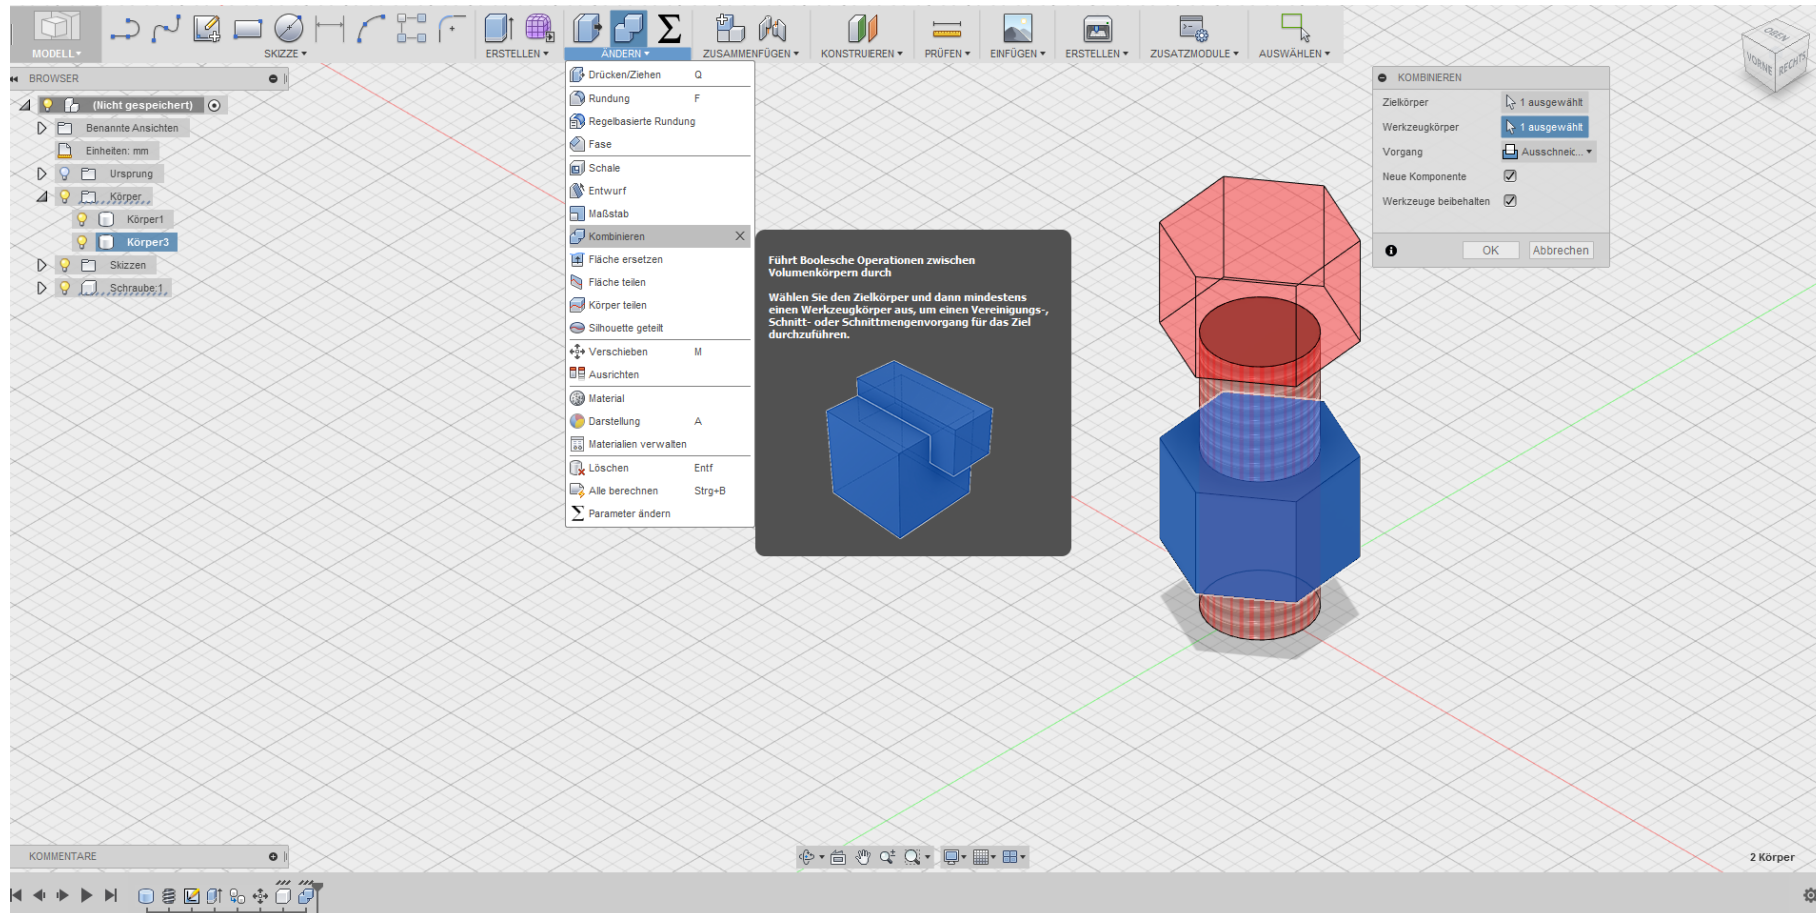 MODELL
SKIZZE
ERSTELLEN
ÄNDERN
ZUSAMMENFÜGEN
KONSTRUIEREN
PRÜFEN
EINFÜGEN
ERSTELLEN
ZUSATZMODULE
AUSWÄHLEN
OBEN
VORNE
RECHTS
BROWSER
(Nicht gespeichert)
Benannte Ansichten
Einheiten: mm
Ursprung
Körper
Körper1
Körper3
Skizzen
Schraube:1
Drücken/Ziehen Q
Rundung F
Regelbasierte Rundung
Fase
Schale
Entwurf
Maßstab
Kombinieren
Fläche ersetzen
Fläche teilen
Körper teilen
Silhouette geteilt
Verschieben M
Ausrichten
Material
Darstellung A
Materialien verwalten
Löschen Entf
Alle berechnen Strg+B
Parameter ändern
Führt Boolesche Operationen zwischen
Volumenkörpern durch
Wählen Sie den Zielkörper und dann mindestens
einen Werkzeugkörper aus, um einen Vereinigungs-,
Schnitt- oder Schnittmengenvorgang für das Ziel
durchzuführen.
KOMBINIEREN
Zielkörper 1 ausgewählt
Werkzeugkörper 1 ausgewählt
Vorgang Ausschneic...
Neue Komponente
Werkzeuge beibehalten
OK Abbrechen
KOMMENTARE
2 Körper